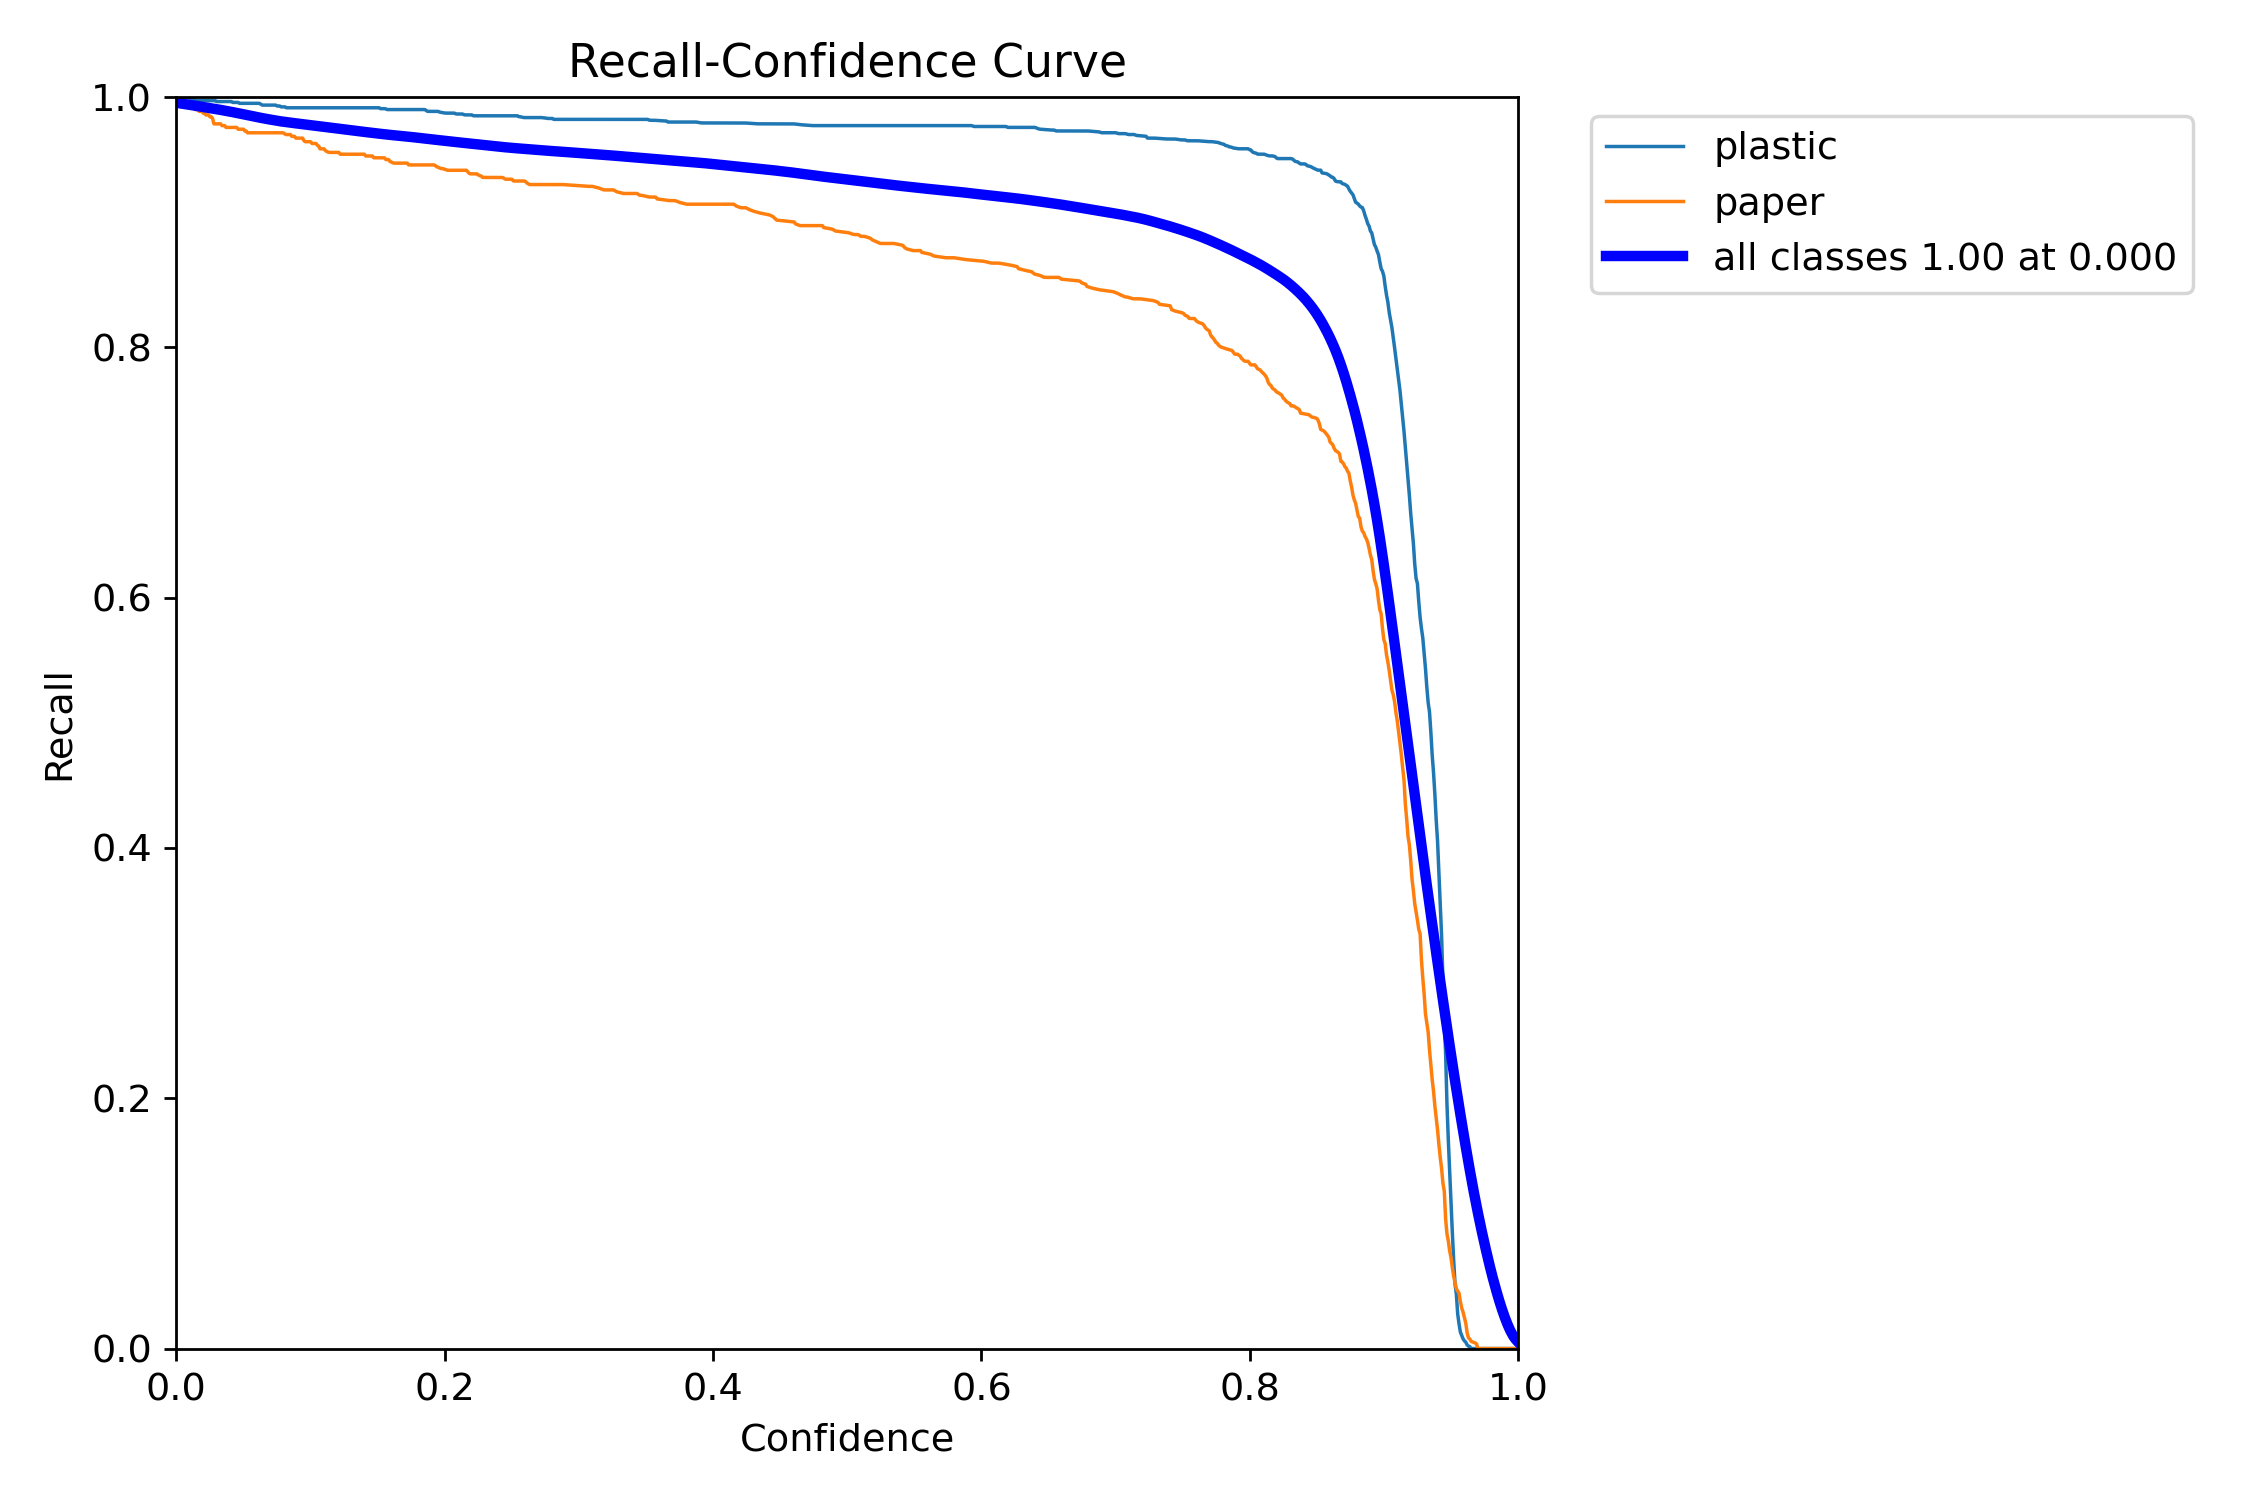 Recall-Confidence Curve
1.0
0.8
0.6
0.4
0.2
0.0
Recall
0.0 0.2 0.4 0.6 0.8 1.0
Confidence
plastic
paper
all classes 1.00 at 0.000